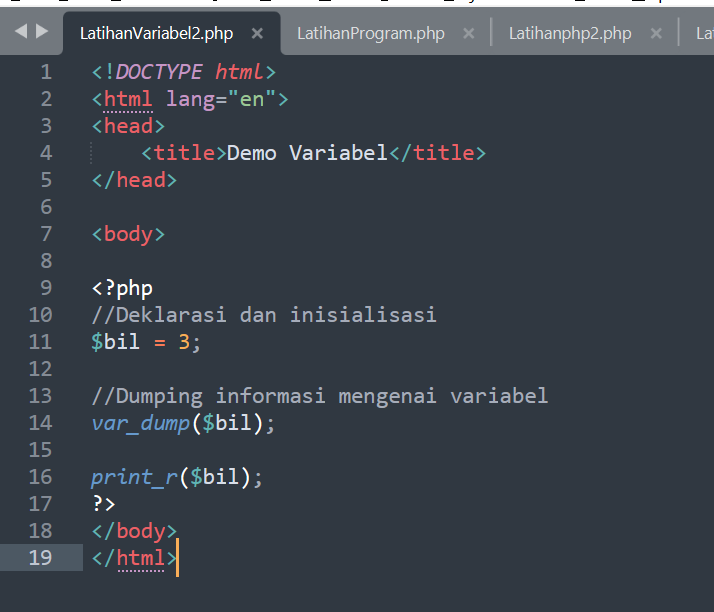 LatihanVariabel2.php × LatihanProgram.php × Latihanphp2.php × La
1 <!DOCTYPE html>
2 <html lang="en">
3 <head>
4     <title>Demo Variabel</title>
5 </head>
6
7 <body>
8
9 <?php
10 //Deklarasi dan inisialisasi
11 $bil = 3;
12
13 //Dumping informasi mengenai variabel
14 var_dump($bil);
15
16 print_r($bil);
17 ?>
18 </body>
19 </html>